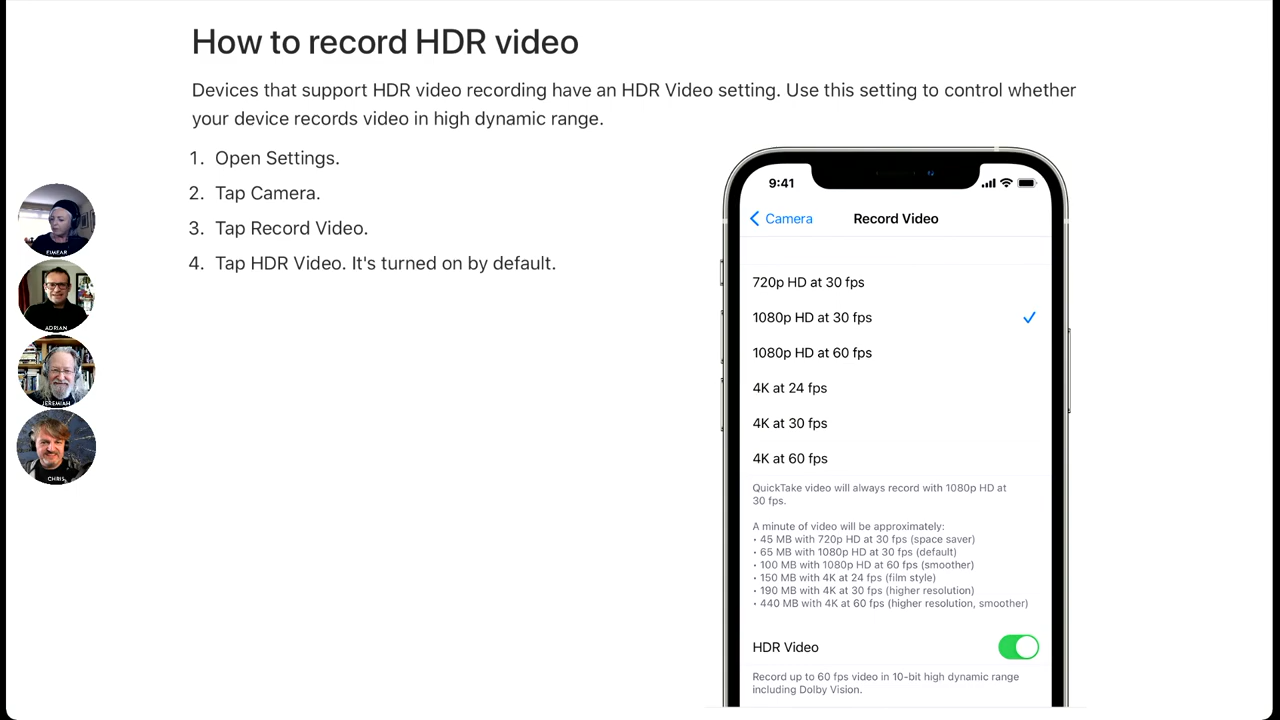 How to record HDR video
Devices that support HDR video recording have an HDR Video setting. Use this setting to control whether
your device records video in high dynamic range.
1. Open Settings.
2. Tap Camera.
3. Tap Record Video.
4. Tap HDR Video. It's turned on by default.
EIMEAR
ADRIAN
JEREMIAH
CHRIS
9:41
Camera
Record Video
720p HD at 30 fps
1080p HD at 30 fps
1080p HD at 60 fps
4K at 24 fps
4K at 30 fps
4K at 60 fps
QuickTake video will always record with 1080p HD at
30 fps.
A minute of video will be approximately:
• 45 MB with 720p HD at 30 fps (space saver)
• 65 MB with 1080p HD at 30 fps (default)
• 100 MB with 1080p HD at 60 fps (smoother)
• 150 MB with 4K at 24 fps (film style)
• 190 MB with 4K at 30 fps (higher resolution)
• 440 MB with 4K at 60 fps (higher resolution, smoother)
HDR Video
Record up to 60 fps video in 10-bit high dynamic range
including Dolby Vision.